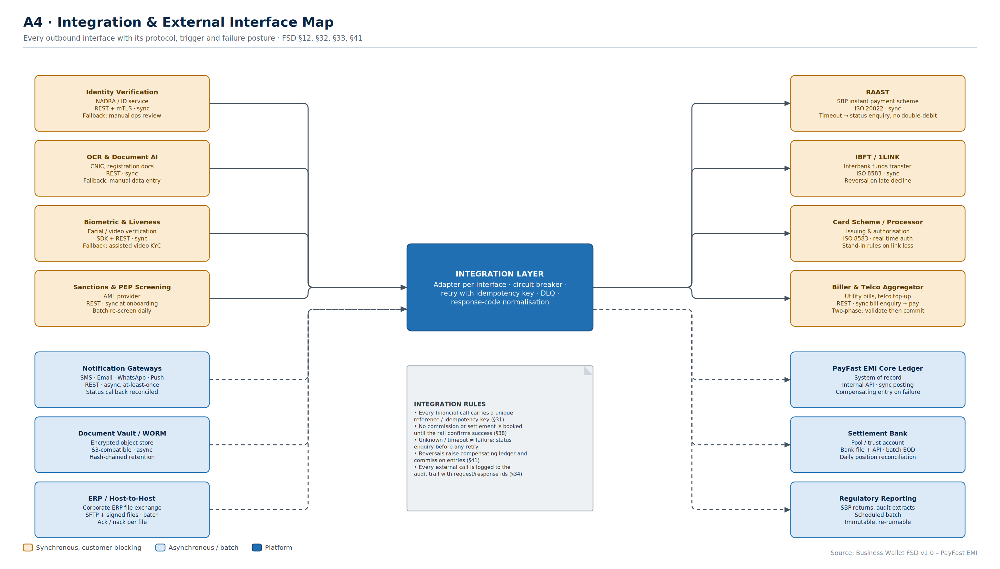 A4 · Integration & External Interface Map
Every outbound interface with its protocol, trigger and failure posture · FSD §12, §32, §33, §41
Identity Verification
NADRA / ID service
REST + mTLS · sync
Fallback: manual ops review
OCR & Document AI
CNIC, registration docs
REST · sync
Fallback: manual data entry
Biometric & Liveness
Facial / video verification
SDK + REST · sync
Fallback: assisted video KYC
Sanctions & PEP Screening
AML provider
REST · sync at onboarding
Batch re-screen daily
Notification Gateways
SMS · Email · WhatsApp · Push
REST · async, at-least-once
Status callback reconciled
Document Vault / WORM
Encrypted object store
S3-compatible · async
Hash-chained retention
ERP / Host-to-Host
Corporate ERP file exchange
SFTP + signed files · batch
Ack / nack per file
INTEGRATION LAYER
Adapter per interface · circuit breaker ·
retry with idempotency key · DLQ ·
response-code normalisation
INTEGRATION RULES
• Every financial call carries a unique
reference / idempotency key (§31)
• No commission or settlement is booked
until the rail confirms success (§38)
• Unknown / timeout ≠ failure: status
enquiry before any retry
• Reversals raise compensating ledger and
commission entries (§41)
• Every external call is logged to the
audit trail with request/response ids (§34)
RAAST
SBP instant payment scheme
ISO 20022 · sync
Timeout → status enquiry, no double-debit
IBFT / 1LINK
Interbank funds transfer
ISO 8583 · sync
Reversal on late decline
Card Scheme / Processor
Issuing & authorisation
ISO 8583 · real-time auth
Stand-in rules on link loss
Biller & Telco Aggregator
Utility bills, telco top-up
REST · sync bill enquiry + pay
Two-phase: validate then commit
PayFast EMI Core Ledger
System of record
Internal API · sync posting
Compensating entry on failure
Settlement Bank
Pool / trust account
Bank file + API · batch EOD
Daily position reconciliation
Regulatory Reporting
SBP returns, audit extracts
Scheduled batch
Immutable, re-runnable
Synchronous, customer-blocking
Asynchronous / batch
Platform
Source: Business Wallet FSD v1.0 – PayFast EMI